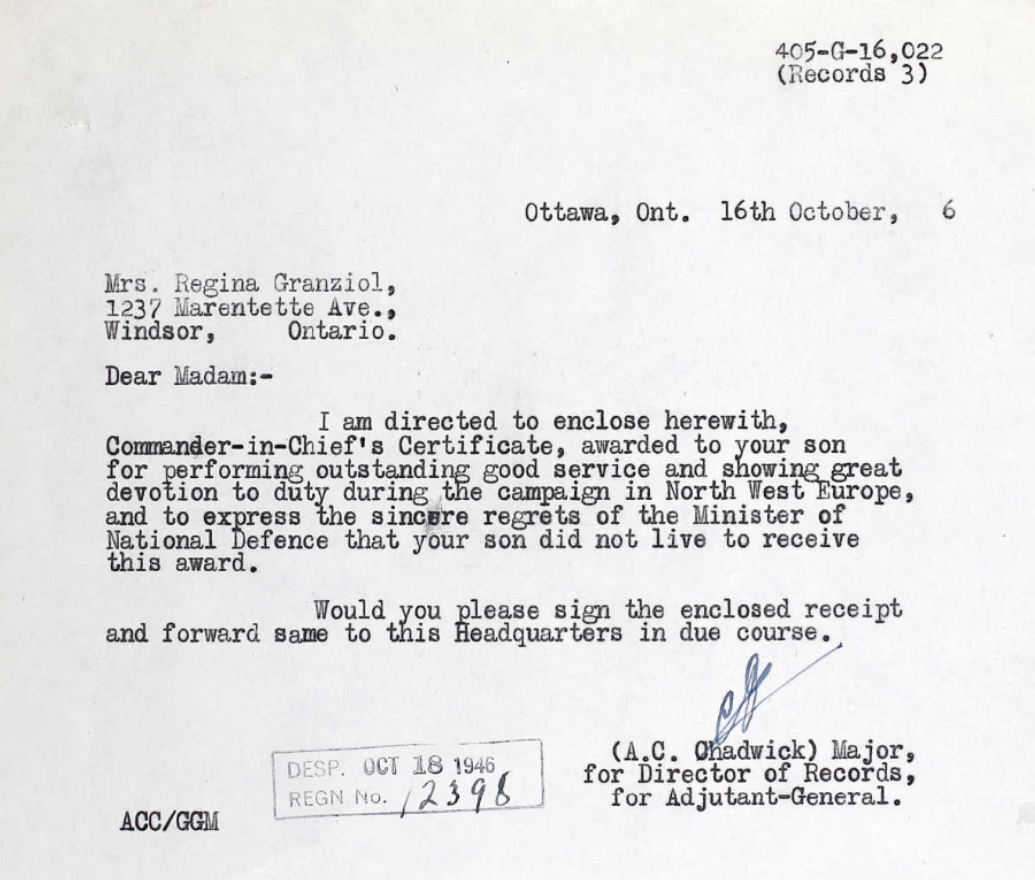 405-G-16,022
(Records 3)
Ottawa, Ont. 16th October, 6
Mrs. Regina Granziol,
1237 Marentette Ave.,
Windsor, Ontario.
Dear Madam:-
I am directed to enclose herewith,
Commander-in-Chief's Certificate, awarded to your son
for performing outstanding good service and showing great
devotion to duty during the campaign in North West Europe,
and to express the sincere regrets of the Minister of
National Defence that your son did not live to receive
this award.
Would you please sign the enclosed receipt
and forward same to this Headquarters in due course.
(A.C. Chadwick) Major,
for Director of Records,
for Adjutant-General.
DESP. OCT 18 1946
REGN No. 12398
ACC/GGM